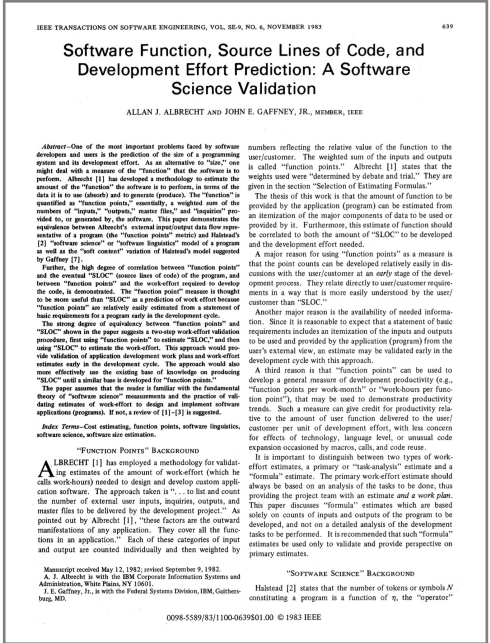 IEEE TRANSACTIONS ON SOFTWARE ENGINEERING, VOL. SE-9, NO. 6, NOVEMBER 1983 639
Software Function, Source Lines of Code, and
Development Effort Prediction: A Software
Science Validation
ALLAN J. ALBRECHT AND JOHN E. GAFFNEY, JR., MEMBER, IEEE
Abstract—One of the most important problems faced by software
developers and users is the prediction of the size of a programming
system and its development effort. As an alternative to "size," one
might deal with a measure of the "function" that the software is to
perform. Albrecht [1] has developed a methodology to estimate the
amount of the "function" the software is to perform, in terms of the
data it is to use (absorb) and to generate (produce). The "function" is
quantified as "function points," essentially, a weighted sum of the
numbers of "inputs," "outputs," master files," and "inquiries" pro-
vided to, or generated by, the software. This paper demonstrates the
equivalence between Albrecht's external input/output data flow repre-
sentative of a program (the "function points" metric) and Halstead's
[2] "software science" or "software linguistics" model of a program
as well as the "soft content" variation of Halstead's model suggested
by Gaffney [7].
Further, the high degree of correlation between "function points"
and the eventual "SLOC" (source lines of code) of the program, and
between "function points" and the work-effort required to develop
the code, is demonstrated. The "function point" measure is thought
to be more useful than "SLOC" as a prediction of work effort because
"function points" are relatively easily estimated from a statement of
basic requirements for a program early in the development cycle.
The strong degree of equivalency between "function points" and
"SLOC" shown in the paper suggests a two-step work-effort validation
procedure, first using "function points" to estimate "SLOC," and then
using "SLOC" to estimate the work-effort. This approach would pro-
vide validation of application development work plans and work-effort
estimates early in the development cycle. The approach would also
more effectively use the existing base of knowledge on producing
"SLOC" until a similar base is developed for "function points."
The paper assumes that the reader is familiar with the fundamental
theory of "software science" measurements and the practice of vali-
dating estimates of work-effort to design and implement software
applications (programs). If not, a review of [1]-[3] is suggested.
Index Terms—Cost estimating, function points, software linguistics,
software science, software size estimation.
"FUNCTION POINTS" BACKGROUND
ALBRECHT [1] has employed a methodology for validat-
ing estimates of the amount of work-effort (which he
calls work-hours) needed to design and develop custom appli-
cation software. The approach taken is ". . . to list and count
the number of external user inputs, inquiries, outputs, and
master files to be delivered by the development project." As
pointed out by Albrecht [1], "these factors are the outward
manifestations of any application. They cover all the func-
tions in an application." Each of these categories of input
and output are counted individually and then weighted by
Manuscript received May 12, 1982; revised September 9, 1982.
A. J. Albrecht is with the IBM Corporate Information Systems and
Administration, White Plains, NY 10601.
J. E. Gaffney, Jr., is with the Federal Systems Division, IBM, Gaithers-
burg, MD.
numbers reflecting the relative value of the function to the
user/customer. The weighted sum of the inputs and outputs
is called "function points." Albrecht [1] states that the
weights used were "determined by debate and trial." They are
given in the section "Selection of Estimating Formulas."
The thesis of this work is that the amount of function to be
provided by the application (program) can be estimated from
an itemization of the major components of data to be used or
provided by it. Furthermore, this estimate of function should
be correlated to both the amount of "SLOC" to be developed
and the development effort needed.
A major reason for using "function points" as a measure is
that the point counts can be developed relatively easily in dis-
cussions with the user/customer at an early stage of the devel-
opment process. They relate directly to user/customer require-
ments in a way that is more easily understood by the user/
customer than "SLOC."
Another major reason is the availability of needed informa-
tion. Since it is reasonable to expect that a statement of basic
requirements includes an itemization of the inputs and outputs
to be used and provided by the application (program) from the
user's external view, an estimate may be validated early in the
development cycle with this approach.
A third reason is that "function points" can be used to
develop a general measure of development productivity (e.g.,
"function points per work-month" or "work-hours per func-
tion point"), that may be used to demonstrate productivity
trends. Such a measure can give credit for productivity rela-
tive to the amount of user function delivered to the user/
customer per unit of development effort, with less concern
for effects of technology, language level, or unusual code
expansion occasioned by macros, calls, and code reuse.
It is important to distinguish between two types of work-
effort estimates, a primary or "task-analysis" estimate and a
"formula" estimate. The primary work-effort estimate should
always be based on an analysis of the tasks to be done, thus
providing the project team with an estimate and a work plan.
This paper discusses "formula" estimates which are based
solely on counts of inputs and outputs of the program to be
developed, and not on a detailed analysis of the development
tasks to be performed. It is recommended that such "formula"
estimates be used only to validate and provide perspective on
primary estimates.
"SOFTWARE SCIENCE" BACKGROUND
Halstead [2] states that the number of tokens or symbols N
constituting a program is a function of η, the "operator"
0098-5589/83/1100-0639$01.00 © 1983 IEEE